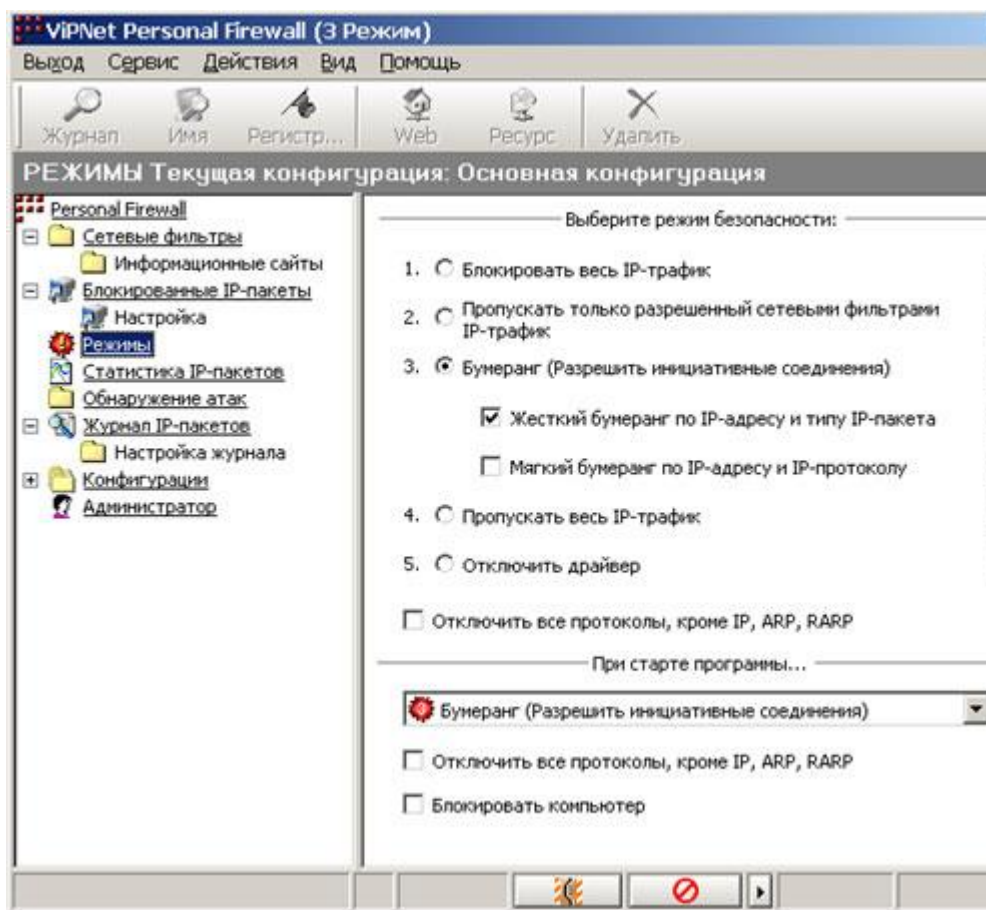 ViPNet Personal Firewall (3 Режим)
Выход Сервис Действия Вид Помощь
Журнал Имя Регистр... Web Ресурс Удалить
РЕЖИМЫ Текущая конфигурация: Основная конфигурация
Personal Firewall
Сетевые фильтры
Информационные сайты
Блокированные IP-пакеты
Настройка
Режимы
Статистика IP-пакетов
Обнаружение атак
Журнал IP-пакетов
Настройка журнала
Конфигурации
Администратор
Выберите режим безопасности:
1. Блокировать весь IP-трафик
2. Пропускать только разрешенный сетевыми фильтрами
IP-трафик
3. Бумеранг (Разрешить инициативные соединения)
Жесткий бумеранг по IP-адресу и типу IP-пакета
Мягкий бумеранг по IP-адресу и IP-протоколу
4. Пропускать весь IP-трафик
5. Отключить драйвер
Отключить все протоколы, кроме IP, ARP, RARP
При старте программы...
Бумеранг (Разрешить инициативные соединения)
Отключить все протоколы, кроме IP, ARP, RARP
Блокировать компьютер